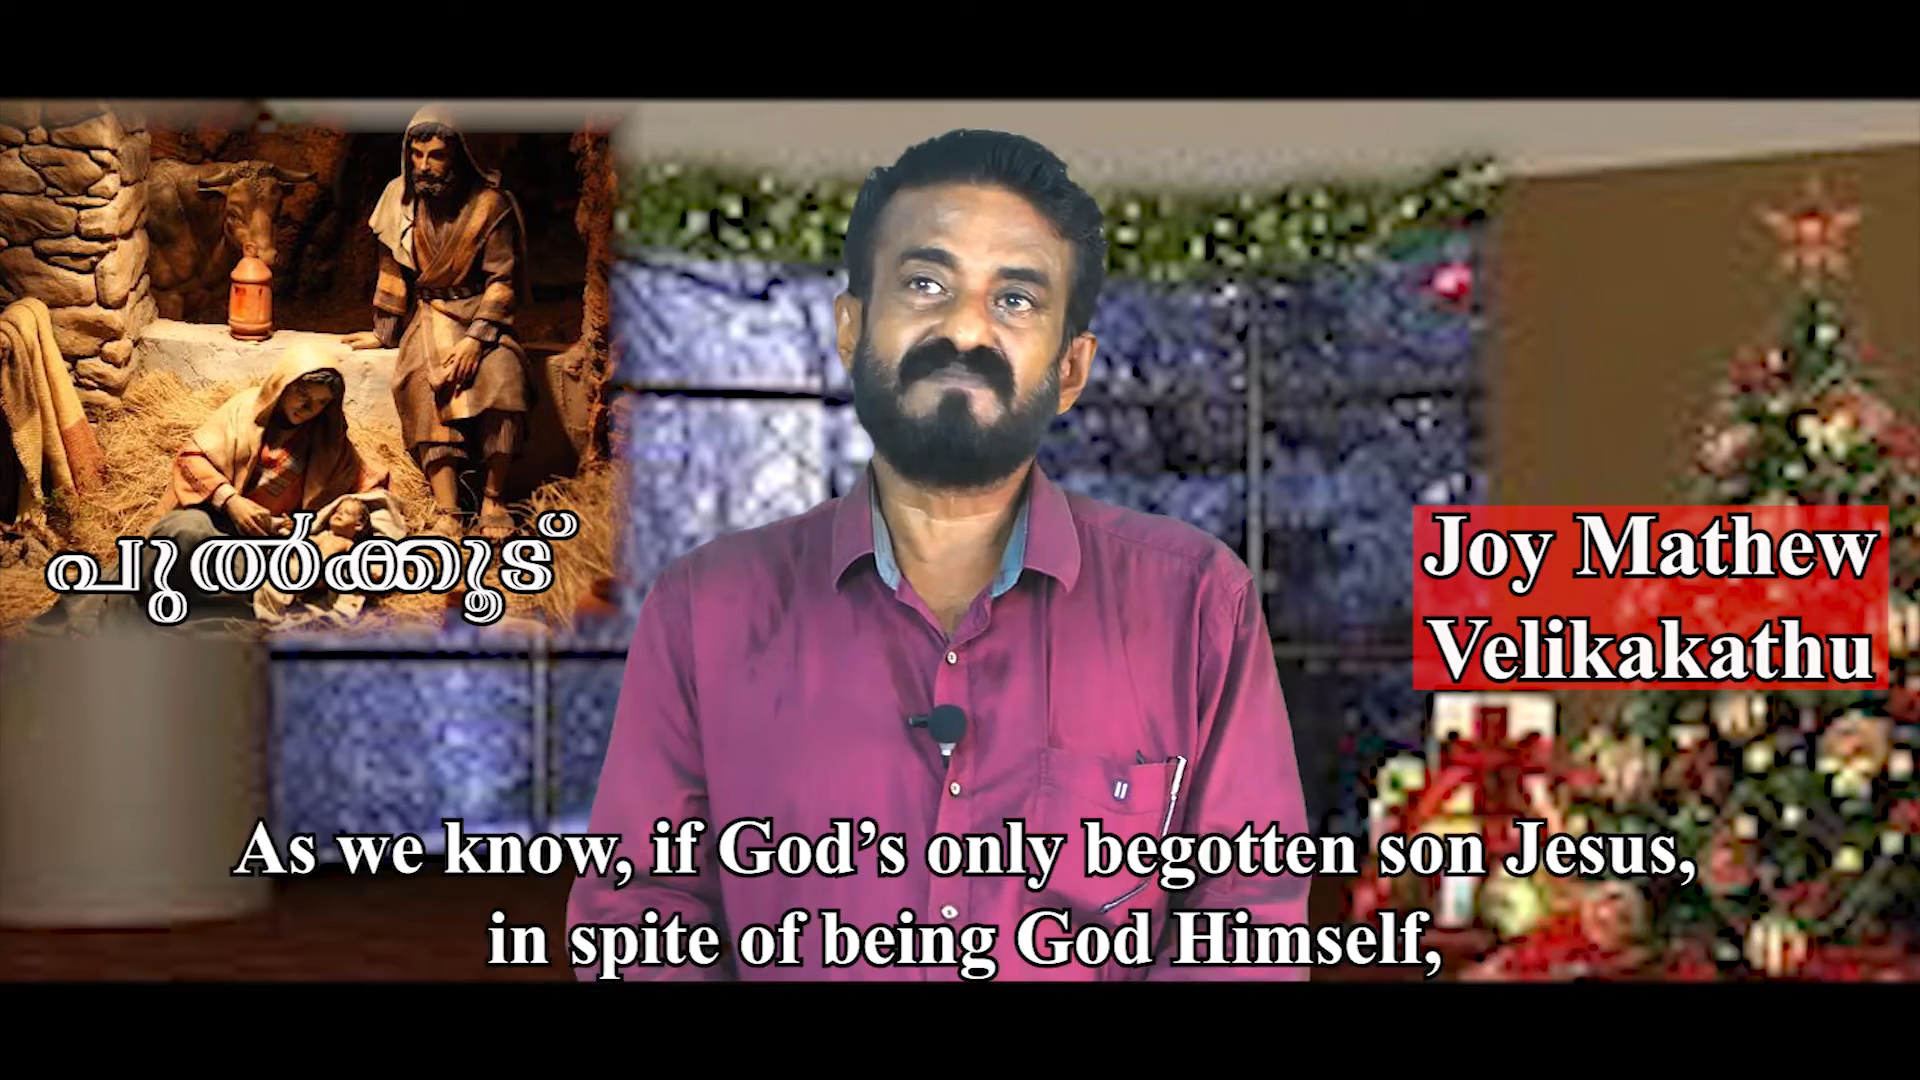 പുൽക്കൂട്
Joy Mathew
Velikakathu
As we know, if God’s only begotten son Jesus,
in spite of being God Himself,